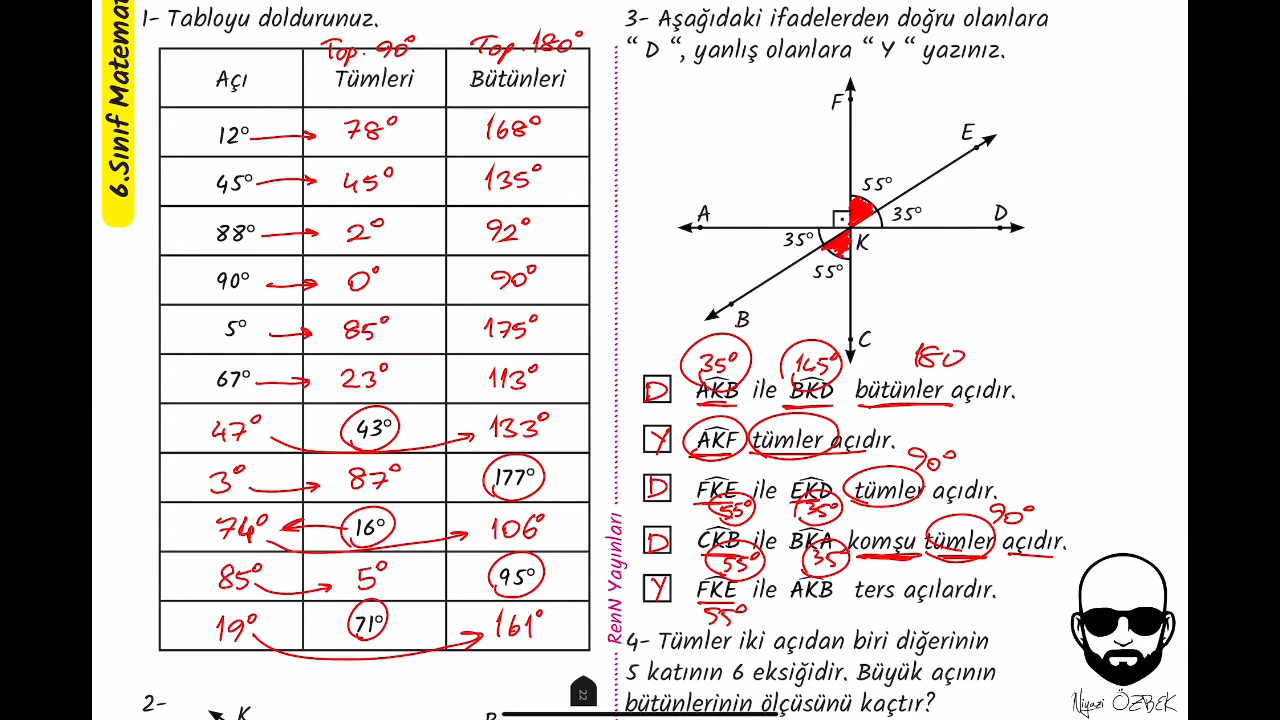 6.Sınıf Matemat
1- Tabloyu doldurunuz.
Top. 90° Top. 180°
Açı Tümleri Bütünleri
12° 78° 168°
45° 45° 135°
88° 2° 92°
90° 0° 90°
5° 85° 175°
67° 23° 113°
47° 43° 133°
3° 87° 177°
74° 16° 106°
85° 5° 95°
19° 71° 161°
2-
K
22
RenN Yayınları
3- Aşağıdaki ifadelerden doğru olanlara
“ D “, yanlış olanlara “ Y “ yazınız.
F
E
55°
A 35° D
35° K
55°
B
C
35° 145° 180
D AKB ile BKD bütünler açıdır.
Y AKF tümler açıdır.
90°
D FKE ile EKD tümler açıdır.
55° 35° 90°
D CKB ile BKA komşu tümler açıdır.
55° 35
Y FKE ile AKB ters açılardır.
55°
4- Tümler iki açıdan biri diğerinin
5 katının 6 eksiğidir. Büyük açının
bütünlerinin ölçüsünü kaçtır?
Niyazi ÖZBEK